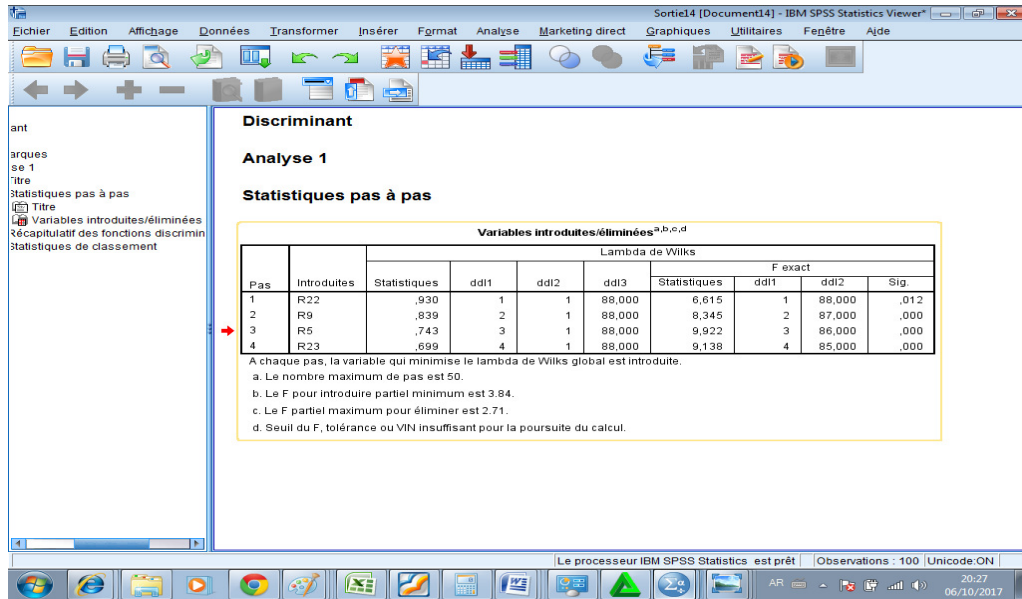 Sortie14 [Document14] - IBM SPSS Statistics Viewer*
Eichier Edition Affichage Données Transformer Insérer Format Analyse Marketing direct Graphiques Utilitaires Fenêtre Aide
ant
arques
se 1
Titre
Statistiques pas à pas
Titre
Variables introduites/éliminées
Récapitulatif des fonctions discrimin
Statistiques de classement
Discriminant
Analyse 1
Statistiques pas à pas
Variables introduites/éliminées a,b,c,d
Lambda de Wilks
F exact
Pas Introduites Statistiques ddl1 ddl2 ddl3 Statistiques ddl1 ddl2 Sig.
1 R22 ,930 1 1 88,000 6,615 1 88,000 ,012
2 R9 ,839 2 1 88,000 8,345 2 87,000 ,000
3 R5 ,743 3 1 88,000 9,922 3 86,000 ,000
4 R23 ,699 4 1 88,000 9,138 4 85,000 ,000
A chaque pas, la variable qui minimise le lambda de Wilks global est introduite.
a. Le nombre maximum de pas est 50.
b. Le F pour introduire partiel minimum est 3.84.
c. Le F partiel maximum pour éliminer est 2.71.
d. Seuil du F, tolérance ou VIN insuffisant pour la poursuite du calcul.
Le processeur IBM SPSS Statistics est prêt Observations : 100 Unicode:ON
AR 20:27
06/10/2017